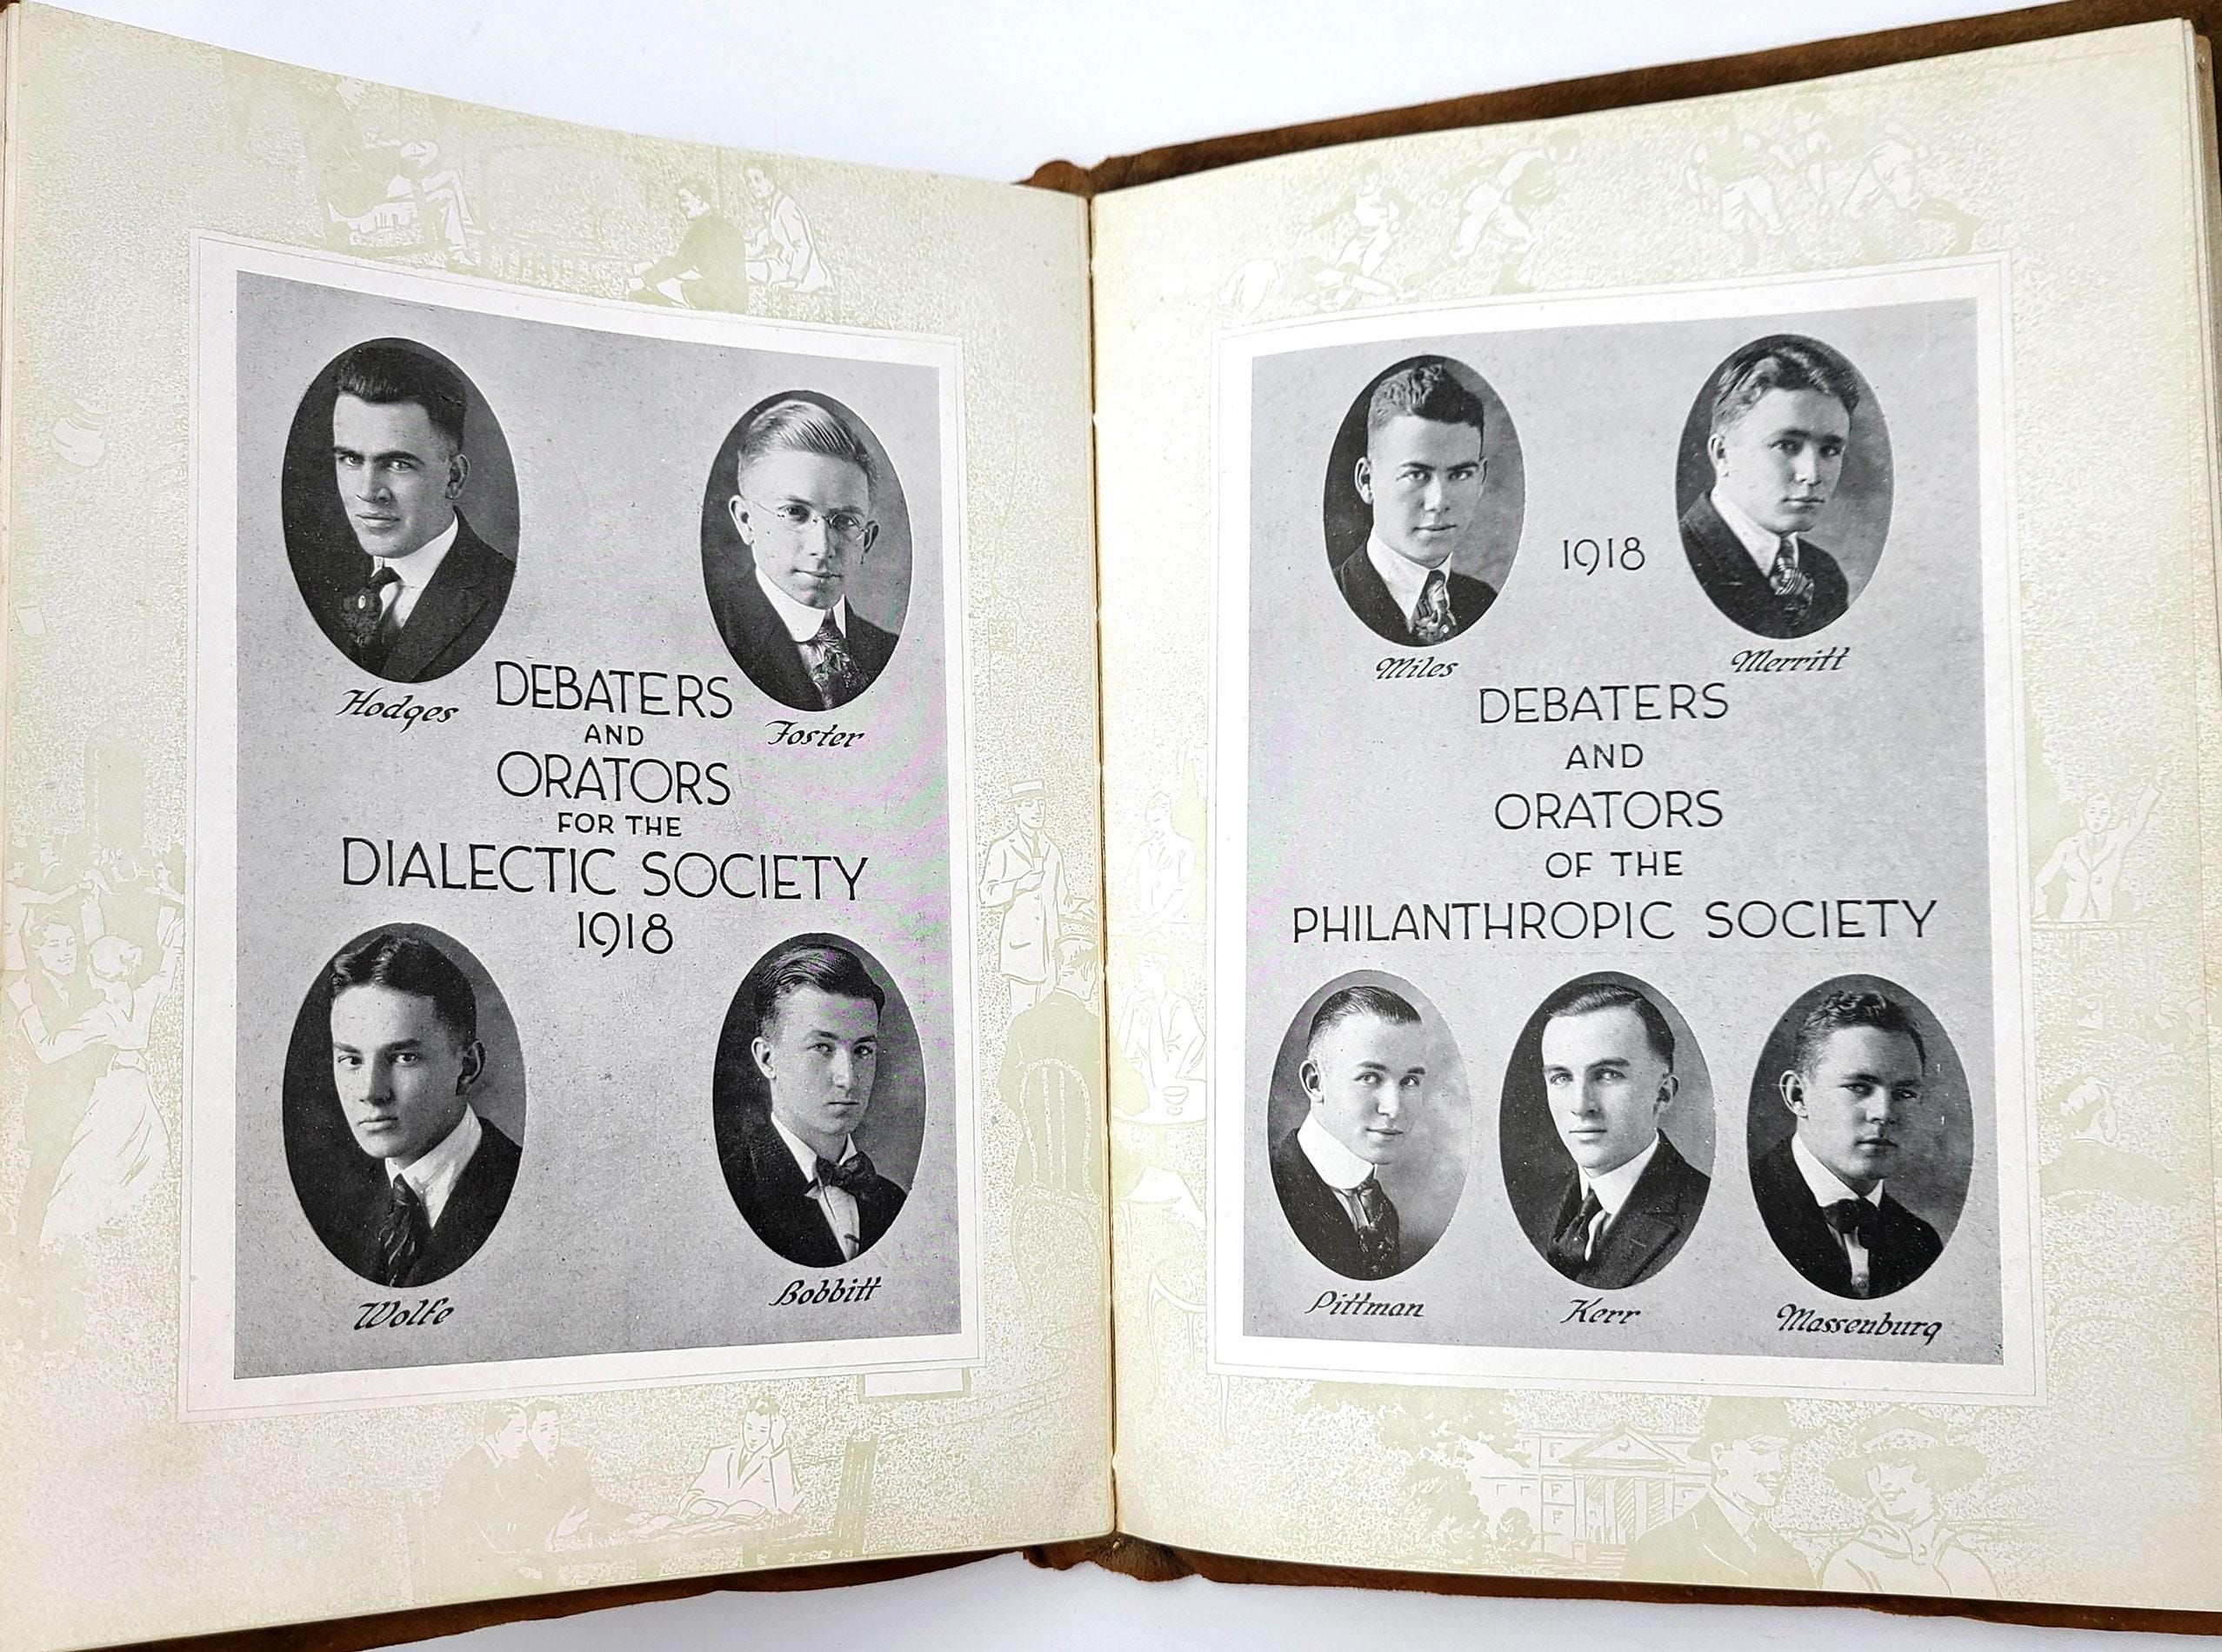 Hodges
Foster
DEBATERS
AND
ORATORS
FOR THE
DIALECTIC SOCIETY
1918
Wolfe
Bobbitt
1918
Miles
Merritt
DEBATERS
AND
ORATORS
OF THE
PHILANTHROPIC SOCIETY
Pittman
Kerr
Massenburg